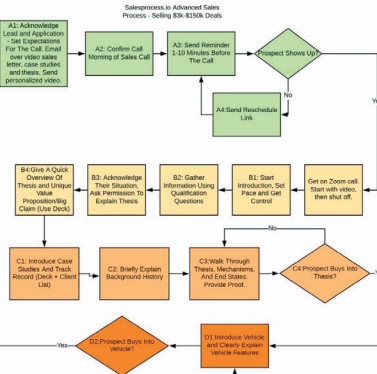 Salesprocess.io Advanced Sales
Process - Selling $3k-$150k Deals
A1: Acknowledge
Lead and Application
- Set Expectations
For The Call. Email
over video sales
letter, case studies
and thesis. Send
personalized video.
A2: Confirm Call
Morning of Sales Call
A3: Send Reminder
1-10 Minutes Before
The Call
Prospect Shows Up?
No
A4:Send Reschedule
Link
B4:Give A Quick
Overview Of
Thesis and Unique
Value
Proposition/Big
Claim (Use Deck)
B3: Acknowledge
Their Situation,
Ask Permission To
Explain Thesis
B2: Gather
Information Using
Qualification
Questions
B1: Start
Introduction, Set
Pace and Get
Control
Get on Zoom call.
Start with video,
then shut off.
C1: Introduce Case
Studies And Track
Record (Deck + Client
List)
C2: Briefly Explain
Background History
C3:Walk Through
Thesis, Mechanisms,
And End States.
Provide Proof.
No
C4:Prospect Buys Into
Thesis?
Yes
D2:Prospect Buys Into
Vehicle?
D1:Introduce Vehicle
and Clearly Explain
Vehicle Features